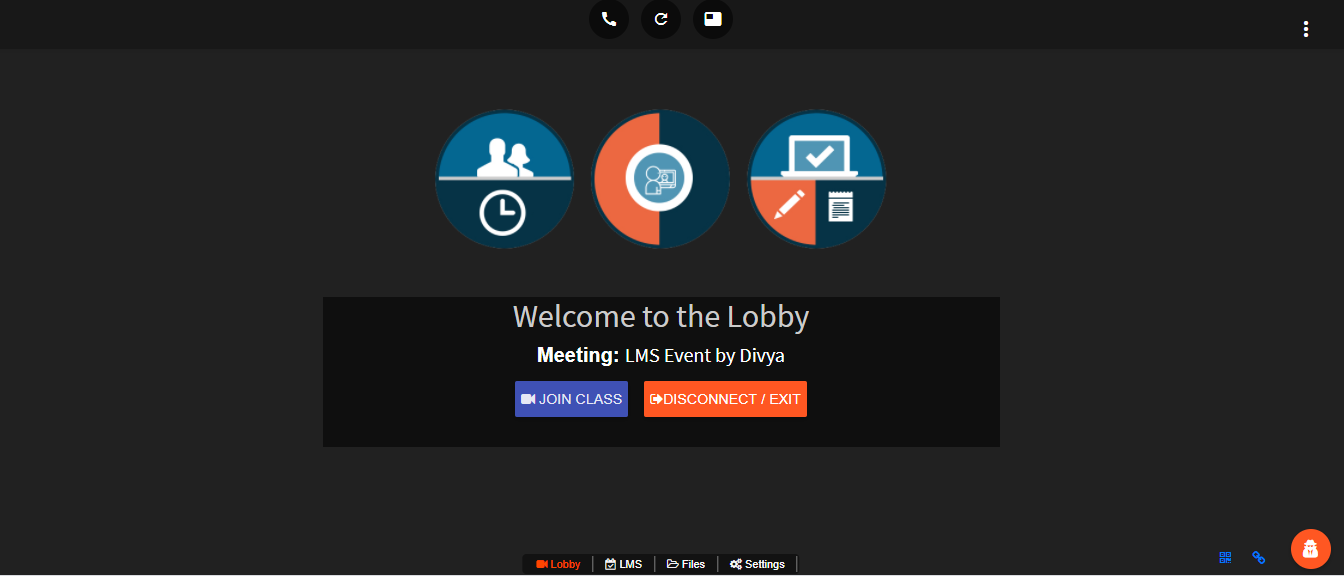 Welcome to the Lobby
Meeting: LMS Event by Divya
JOIN CLASS
DISCONNECT / EXIT
Lobby
LMS
Files
Settings